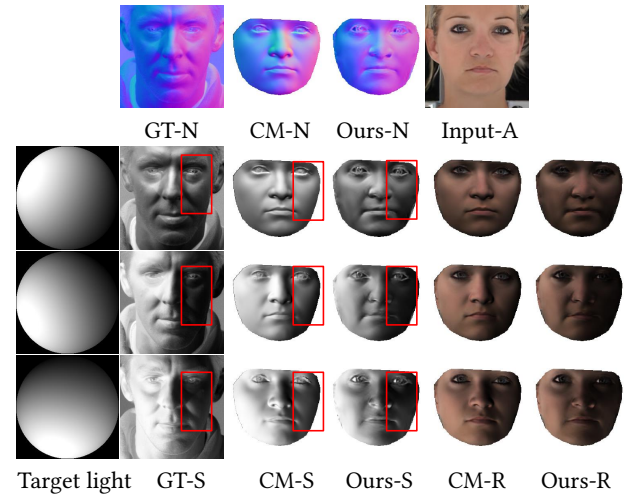 GT-N CM-N Ours-N Input-A
Target light GT-S CM-S Ours-S CM-R Ours-R